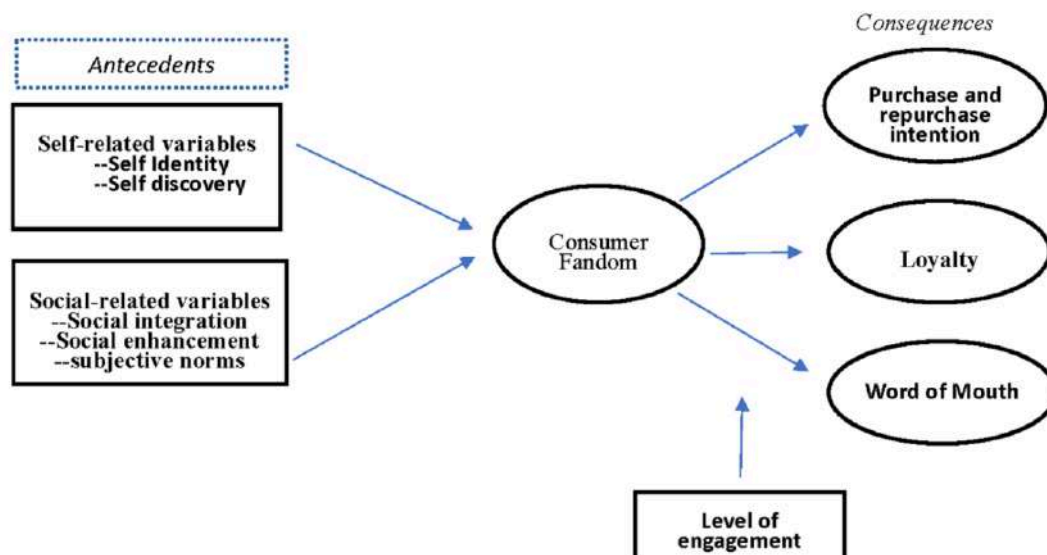 Antecedents
Self-related variables
--Self Identity
--Self discovery
Social-related variables
--Social integration
--Social enhancement
--subjective norms
Consumer
Fandom
Consequences
Purchase and
repurchase
intention
Loyalty
Word of Mouth
Level of
engagement